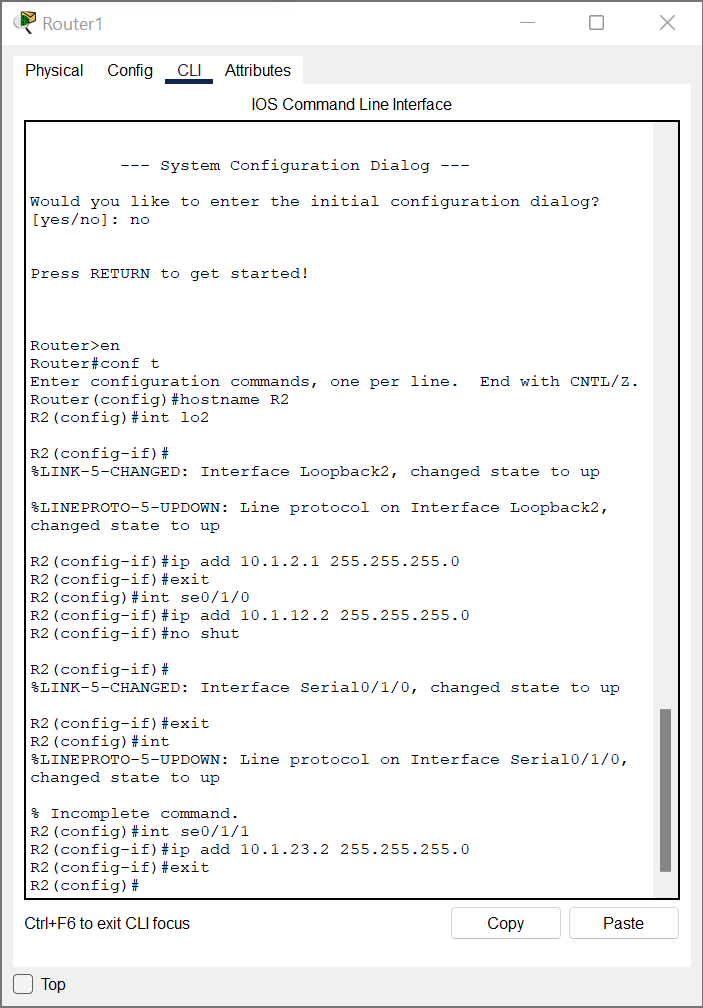 Router1
Physical Config CLI Attributes
IOS Command Line Interface
--- System Configuration Dialog ---
Would you like to enter the initial configuration dialog?
[yes/no]: no
Press RETURN to get started!
Router>en
Router#conf t
Enter configuration commands, one per line.  End with CNTL/Z.
Router(config)#hostname R2
R2(config)#int lo2
R2(config-if)#
%LINK-5-CHANGED: Interface Loopback2, changed state to up
%LINEPROTO-5-UPDOWN: Line protocol on Interface Loopback2,
changed state to up
R2(config-if)#ip add 10.1.2.1 255.255.255.0
R2(config-if)#exit
R2(config)#int se0/1/0
R2(config-if)#ip add 10.1.12.2 255.255.255.0
R2(config-if)#no shut
R2(config-if)#
%LINK-5-CHANGED: Interface Serial0/1/0, changed state to up
R2(config-if)#exit
R2(config)#int
%LINEPROTO-5-UPDOWN: Line protocol on Interface Serial0/1/0,
changed state to up
% Incomplete command.
R2(config)#int se0/1/1
R2(config-if)#ip add 10.1.23.2 255.255.255.0
R2(config-if)#exit
R2(config)#
Ctrl+F6 to exit CLI focus
Copy
Paste
Top